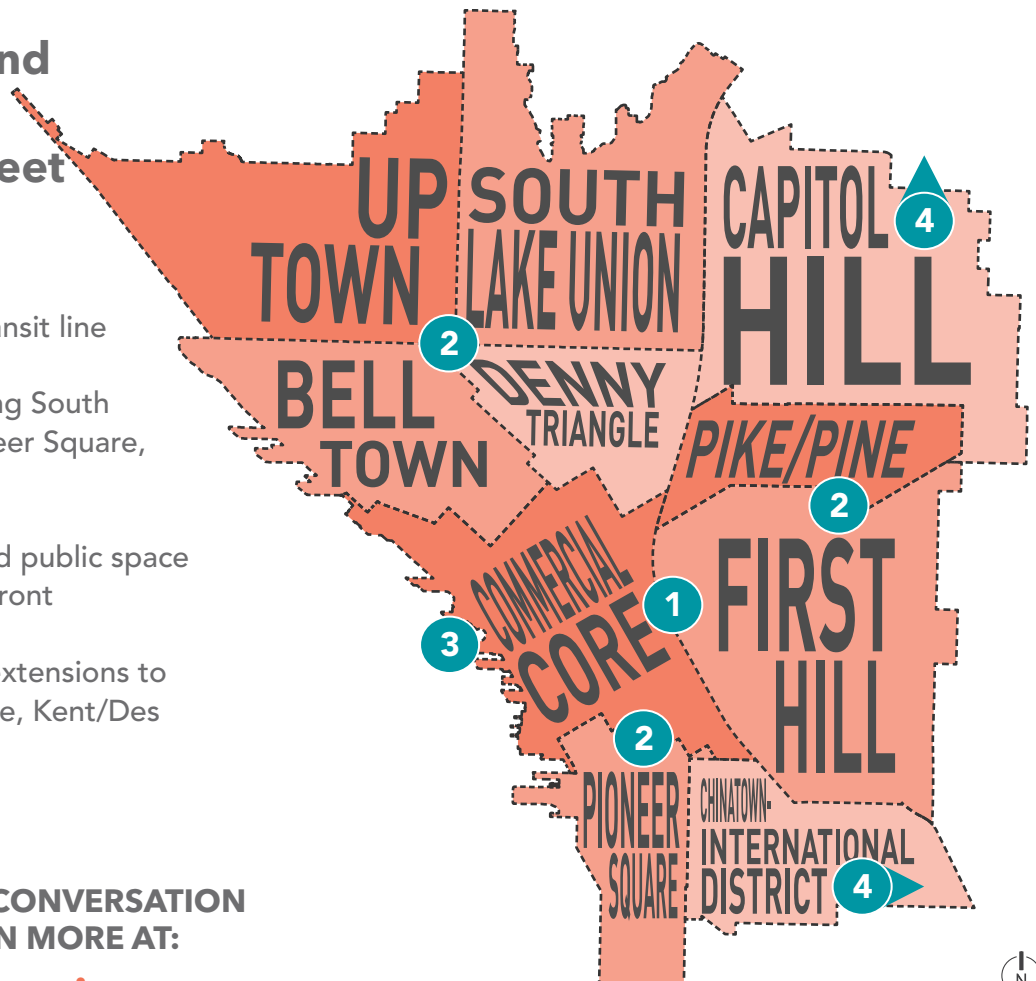 nd
eet
nsit line
ng South
eer Square,
d public space
front
extensions to
e, Kent/Des
CONVERSATION
N MORE AT:
UP
TOWN
SOUTH
LAKE UNION
CAPITOL
HILL
4
2
BELL
TOWN
DENNY
TRIANGLE
PIKE/PINE
2
COMMERCIAL
CORE
1
3
FIRST
HILL
2
PIONEER
SQUARE
CHINATOWN-
INTERNATIONAL
DISTRICT
4
N